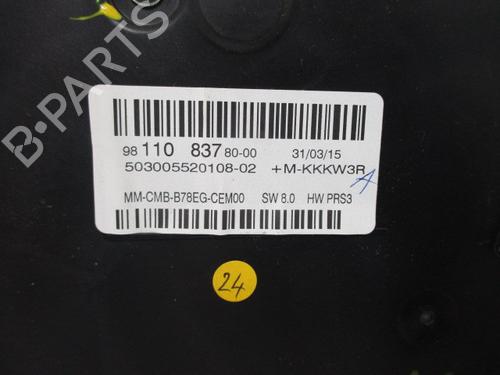 B-PARTS
98 110 837 80-00 31/03/15
503005520108-02 +M-KKKW3R
A
MM-CMB-B78EG-CEM00 SW 8.0 HW PRS3
24